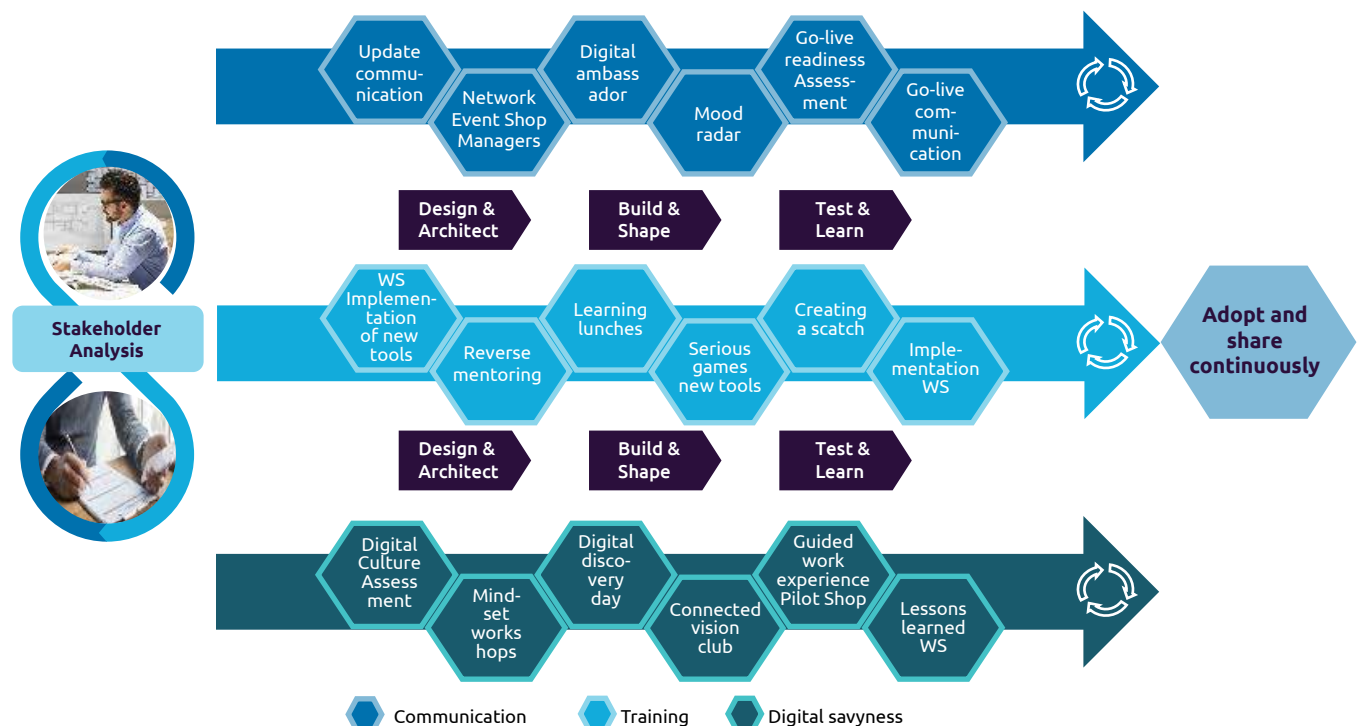 Update
commu-
nication
Network
Event Shop
Managers
Digital
ambass
ador
Mood
radar
Go-live
readiness
Assess-
ment
Go-live
com-
muni-
cation
Design &
Architect
Build &
Shape
Test &
Learn
Stakeholder
Analysis
WS
Implemen-
tation
of new
tools
Reverse
mentoring
Learning
lunches
Serious
games
new tools
Creating
a scatch
Imple-
mentation
WS
Adopt and
share
continuously
Design &
Architect
Build &
Shape
Test &
Learn
Digital
Culture
Assess
ment
Mind-
set
works
hops
Digital
disco-
very
day
Connected
vision
club
Guided
work
experience
Pilot Shop
Lessons
learned
WS
Communication
Training
Digital savyness